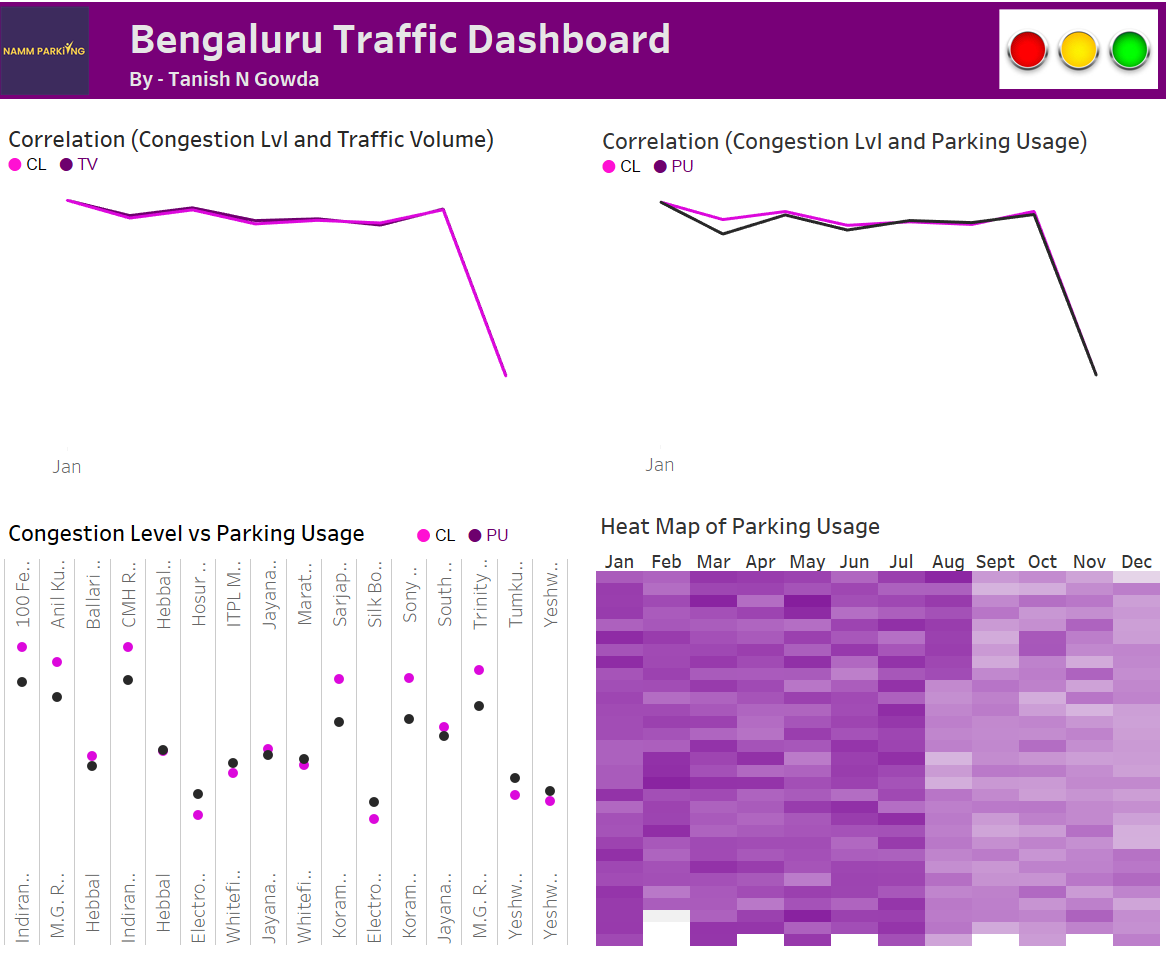 NAMM PARKING
Bengaluru Traffic Dashboard
By - Tanish N Gowda
Correlation (Congestion Lvl and Traffic Volume)
CL TV
Jan
Correlation (Congestion Lvl and Parking Usage)
CL PU
Jan
Congestion Level vs Parking Usage CL PU
100 Fe..
Anil Ku..
Ballari ..
CMH R..
Hebbal..
Hosur ..
ITPL M..
Jayana..
Marat..
Sarjap..
Silk Bo..
Sony ..
South ..
Trinity ..
Tumku..
Yeshw..
Indiran..
M.G. R..
Hebbal
Indiran..
Hebbal
Electro..
Whitefi..
Jayana..
Whitefi..
Koram..
Electro..
Koram..
Jayana..
M.G. R..
Yeshw..
Yeshw..
Heat Map of Parking Usage
Jan Feb Mar Apr May Jun Jul Aug Sept Oct Nov Dec